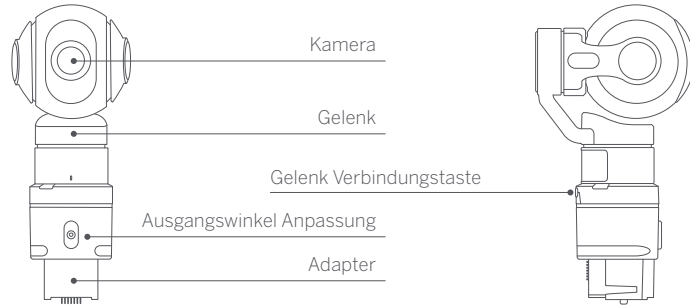 Kamera
Gelenk
Gelenk Verbindungstaste
Ausgangswinkel Anpassung
Adapter